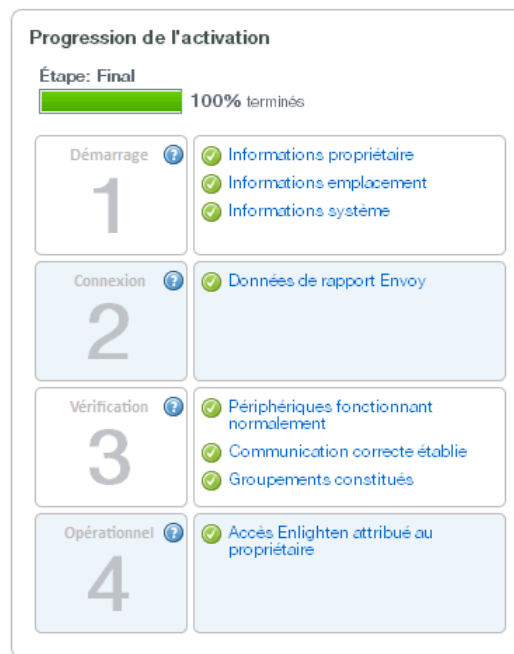 Progression de l'activation
Étape: Final
100% terminés
Démarrage ?
1
Informations propriétaire
Informations emplacement
Informations système
Connexion ?
2
Données de rapport Envoy
Vérification ?
3
Périphériques fonctionnant
normalement
Communication correcte établie
Groupements constitués
Opérationnel ?
4
Accès Enlighten attribué au
propriétaire